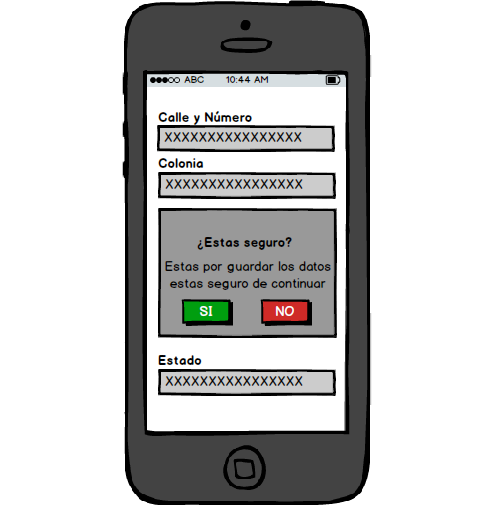 ABC 10:44 AM
Calle y Número
XXXXXXXXXXXXXXXX
Colonia
XXXXXXXXXXXXXXXX
¿Estas seguro?
Estas por guardar los datos
estas seguro de continuar
SI NO
Estado
XXXXXXXXXXXXXXXX